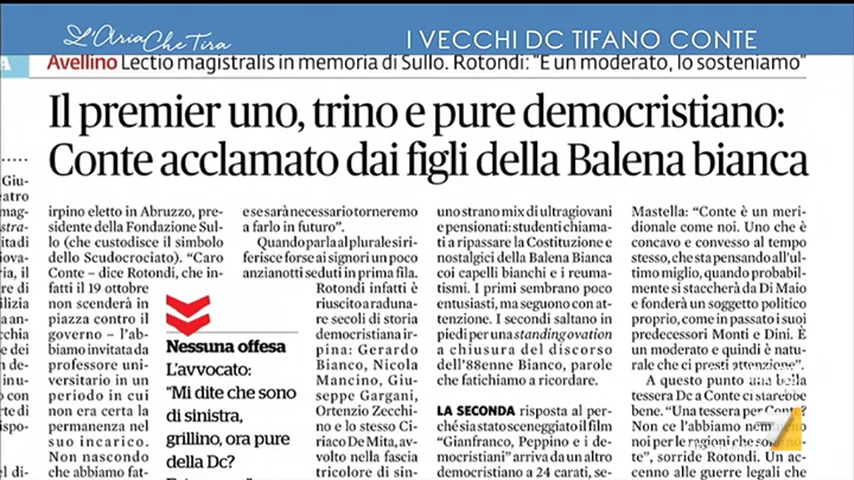 L'Aria Che Tira
I VECCHI DC TIFANO CONTE
A
Avellino Lectio magistralis in memoria di Sullo. Rotondi: "È un moderato, lo sosteniamo"
Il premier uno, trino e pure democristiano:
Conte acclamato dai figli della Balena bianca
irpino eletto in Abruzzo, pre-
sidente della Fondazione Sul-
lo (che custodisce il simbolo
dello Scudocrociato). "Caro
Conte – dice Rotondi, che in-
fatti il 19 ottobre
non scenderà in
piazza contro il
governo – l'ab-
biamo invitata da
professore uni-
versitario in un
periodo in cui
non era certa la
permanenza nel
suo incarico.
Non nascondo
che abbiamo fat-
Nessuna offesa
L'avvocato:
"Mi dite che sono
di sinistra,
grillino, ora pure
della Dc?
e se sarà necessario torneremo
a farlo in futuro".
Quando parla al plurale si ri-
ferisce forse ai signori un poco
anzianotti seduti in prima fila.
Rotondi infatti è
riuscito a raduna-
re secoli di storia
democristiana ir-
pina: Gerardo
Bianco, Nicola
Mancino, Giu-
seppe Gargani,
Ortenzio Zecchi-
no e lo stesso Ci-
riaco De Mita, av-
volto nella fascia
tricolore di sin-
uno strano mix di ultragiovani
e pensionati: studenti chiama-
ti a ripassare la Costituzione e
nostalgici della Balena Bianca
coi capelli bianchi e i reuma-
tismi. I primi sembrano poco
entusiasti, ma seguono con at-
tenzione. I secondi saltano in
piedi per una standing ovation
a chiusura del discorso
dell'88enne Bianco, parole
che fatichiamo a ricordare.
LA SECONDA risposta al per-
ché sia stato sceneggiato il film
"Gianfranco, Peppino e i de-
mocristiani" arriva da un altro
democristiano a 24 carati, se-
Mastella: "Conte è un meri-
dionale come noi. Uno che è
concavo e convesso al tempo
stesso, che sta pensando all'ul-
timo miglio, quando probabil-
mente si staccherà da Di Maio
e fonderà un soggetto politico
proprio, come in passato i suoi
predecessori Monti e Dini. È
un moderato e quindi è natu-
rale che ci presti attenzione".
A questo punto una bella
tessera Dc a Conte ci starebbe
bene. "Una tessera per Conte?
Non ce l'abbiamo nemmeno
noi per le ragioni che sono no-
te", sorride Rotondi. Un ac-
cenno alle guerre legali che